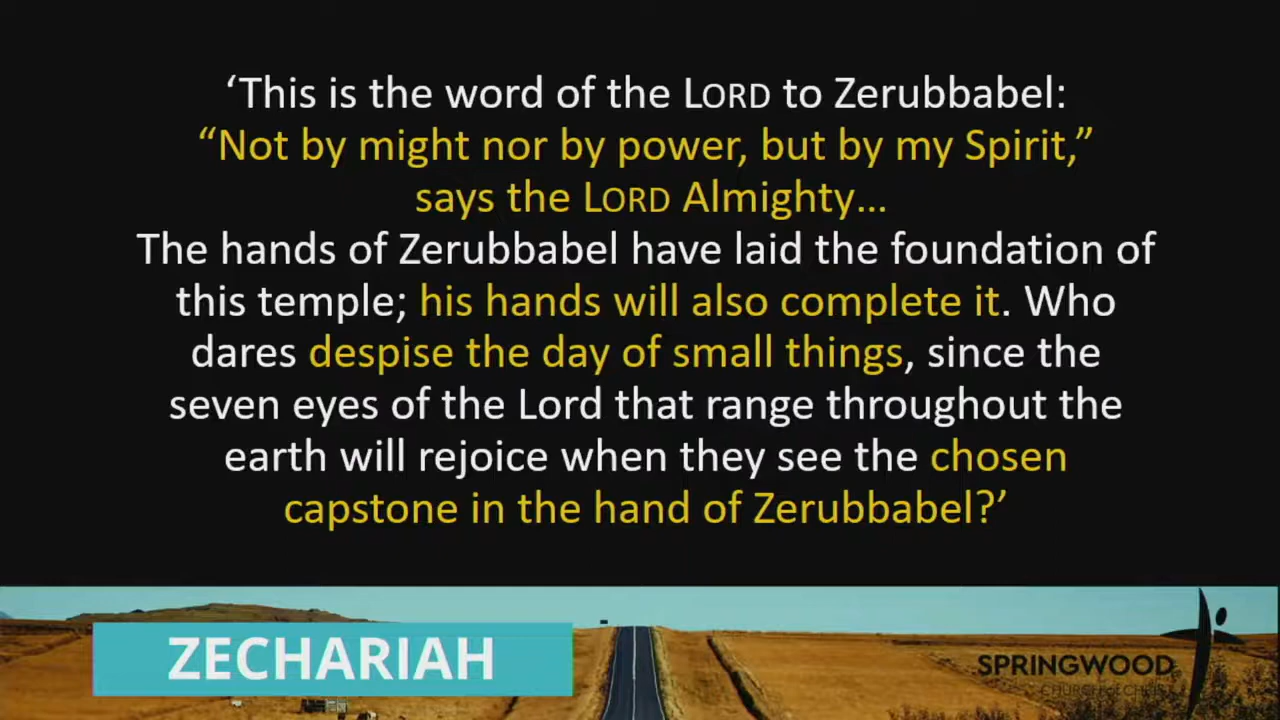 ‘This is the word of the LORD to Zerubbabel:
“Not by might nor by power, but by my Spirit,”
says the LORD Almighty…
The hands of Zerubbabel have laid the foundation of
this temple; his hands will also complete it. Who
dares despise the day of small things, since the
seven eyes of the Lord that range throughout the
earth will rejoice when they see the chosen
capstone in the hand of Zerubbabel?’
ZECHARIAH
SPRINGWOOD
CHURCH of CHRIST